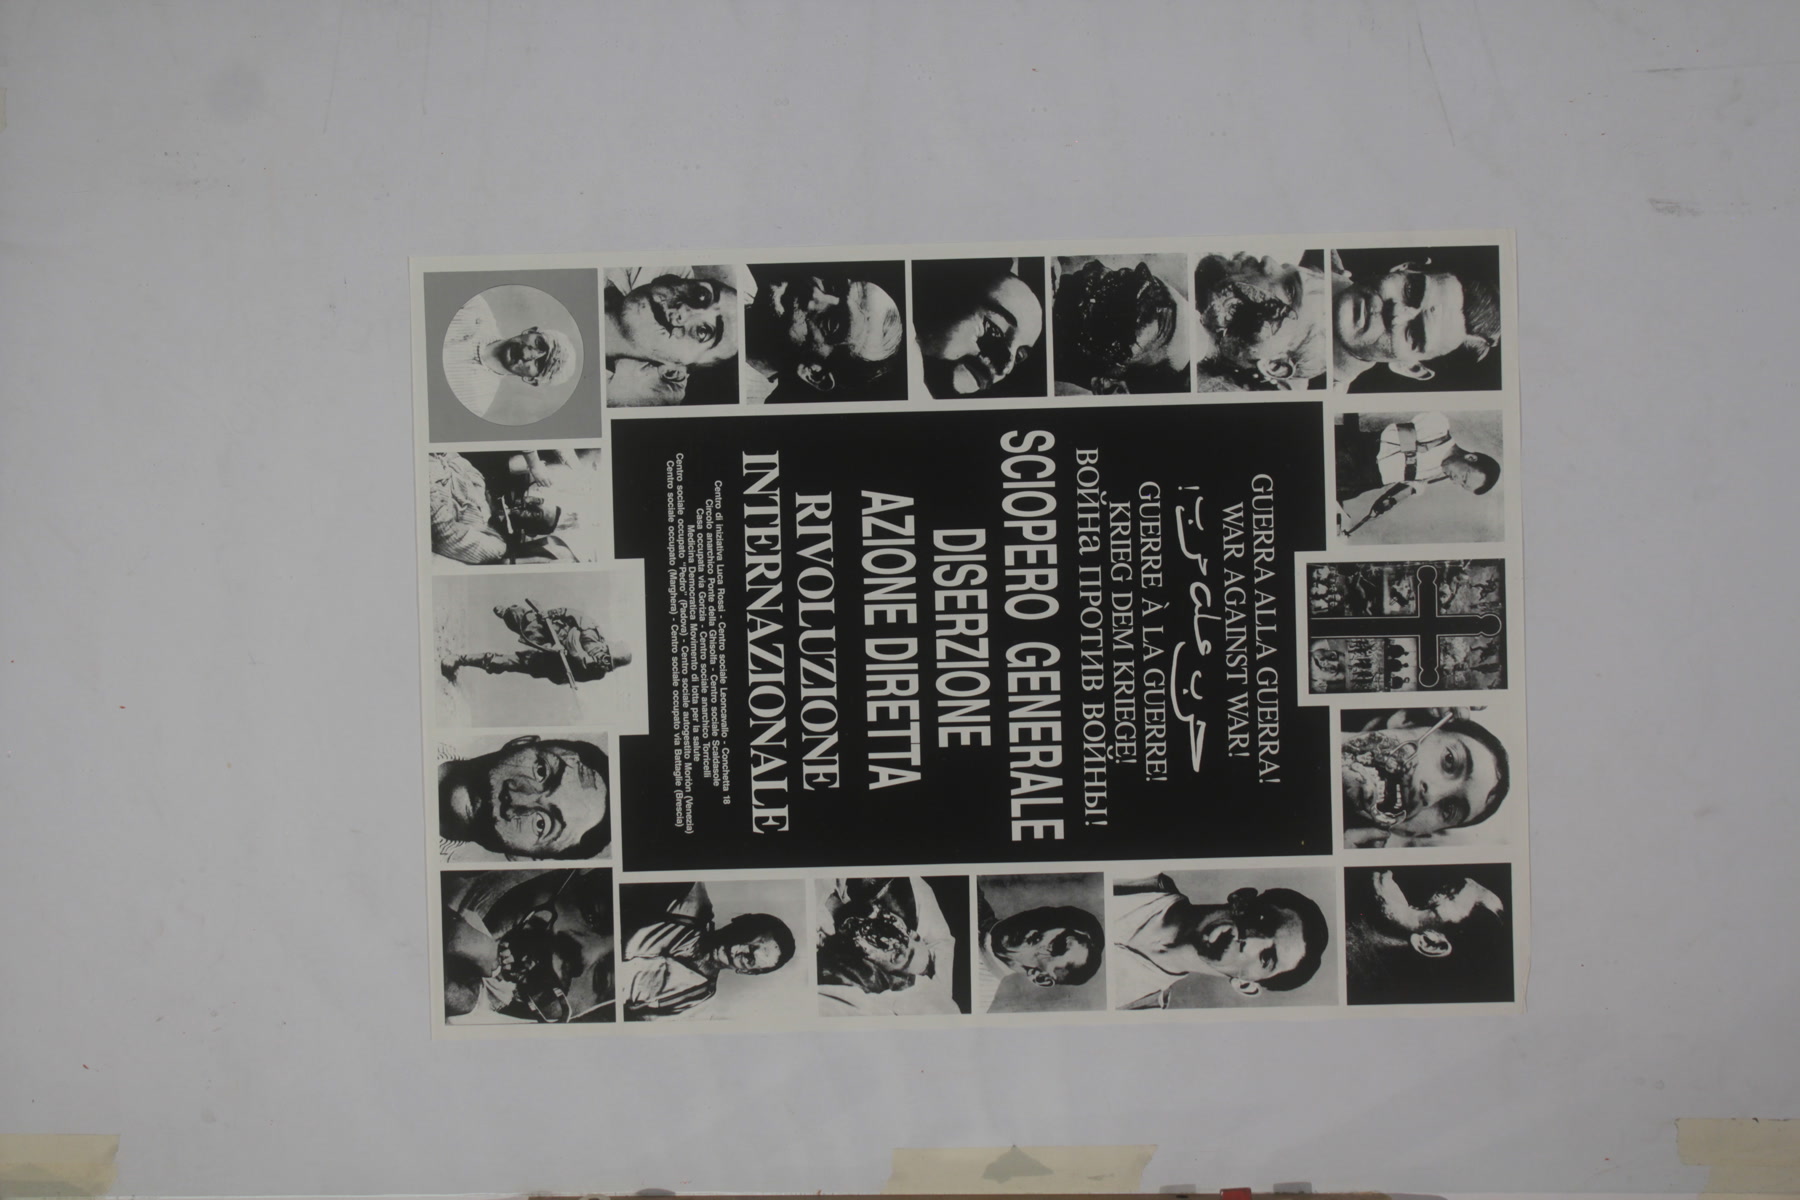 GUERRA ALLA GUERRA!
WAR AGAINST WAR!
حرب علی حرب!
GUERRE À LA GUERRE!
KRIEG DEM KRIEGE!
ВОЙНа ПРОТИВ ВОЙНЫ!
SCIOPERO GENERALE
DISERZIONE
AZIONE DIRETTA
RIVOLUZIONE
INTERNAZIONALE
Centro di iniziativa Luca Rossi - Centro sociale Leoncavallo - Conchetta 18
Circolo anarchico Ponte della Ghisolfa - Centro sociale Scaldasole
Casa occupata via Gorizia - Centro sociale anarchico Torricelli
Medicina Democratica Movimento di lotta per la salute
Centro sociale occupato "Pedro" (Padova) - Centro sociale autogestito Morion (Venezia)
Centro sociale occupato (Marghera) - Centro sociale occupato via Battaglie (Brescia)